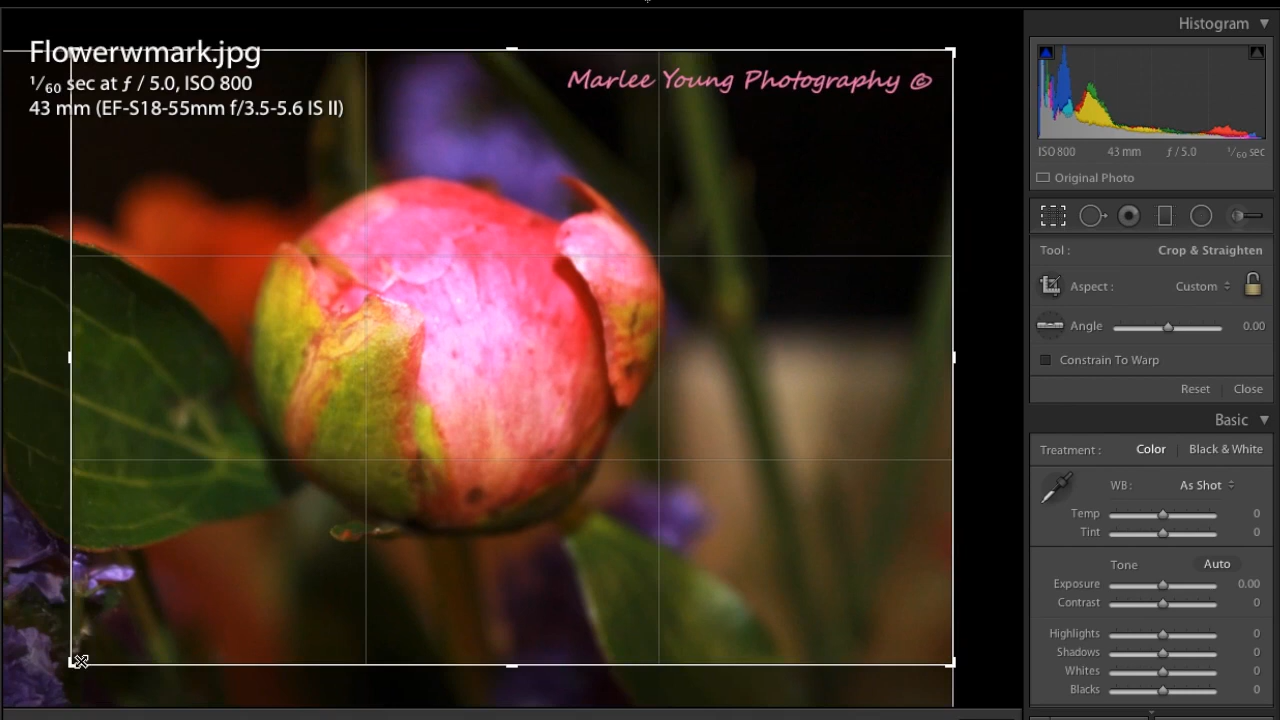 Histogram
Flowerwmark.jpg
1/60 sec at ƒ / 5.0, ISO 800
43 mm (EF-S18-55mm f/3.5-5.6 IS II)
Marlee Young Photography ©
ISO 800 43 mm ƒ / 5.0 1/60 sec
Original Photo
Tool : Crop & Straighten
Aspect : Custom
Angle 0.00
Constrain To Warp
Reset Close
Basic
Treatment : Color Black & White
WB : As Shot
Temp 0
Tint 0
Tone Auto
Exposure 0.00
Contrast 0
Highlights 0
Shadows 0
Whites 0
Blacks 0